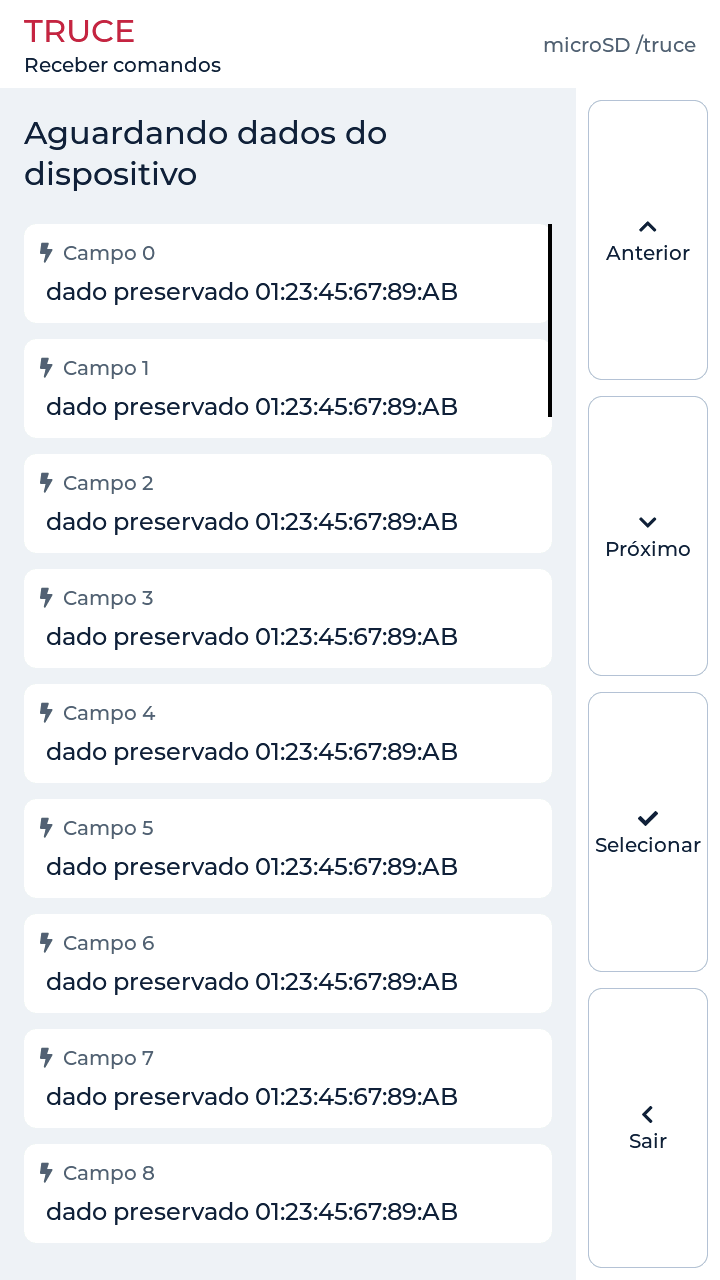 TRUCE
Receber comandos
microSD /truce
Aguardando dados do
dispositivo
Campo 0
dado preservado 01:23:45:67:89:AB
Campo 1
dado preservado 01:23:45:67:89:AB
Campo 2
dado preservado 01:23:45:67:89:AB
Campo 3
dado preservado 01:23:45:67:89:AB
Campo 4
dado preservado 01:23:45:67:89:AB
Campo 5
dado preservado 01:23:45:67:89:AB
Campo 6
dado preservado 01:23:45:67:89:AB
Campo 7
dado preservado 01:23:45:67:89:AB
Campo 8
dado preservado 01:23:45:67:89:AB
Anterior
Próximo
Selecionar
Sair